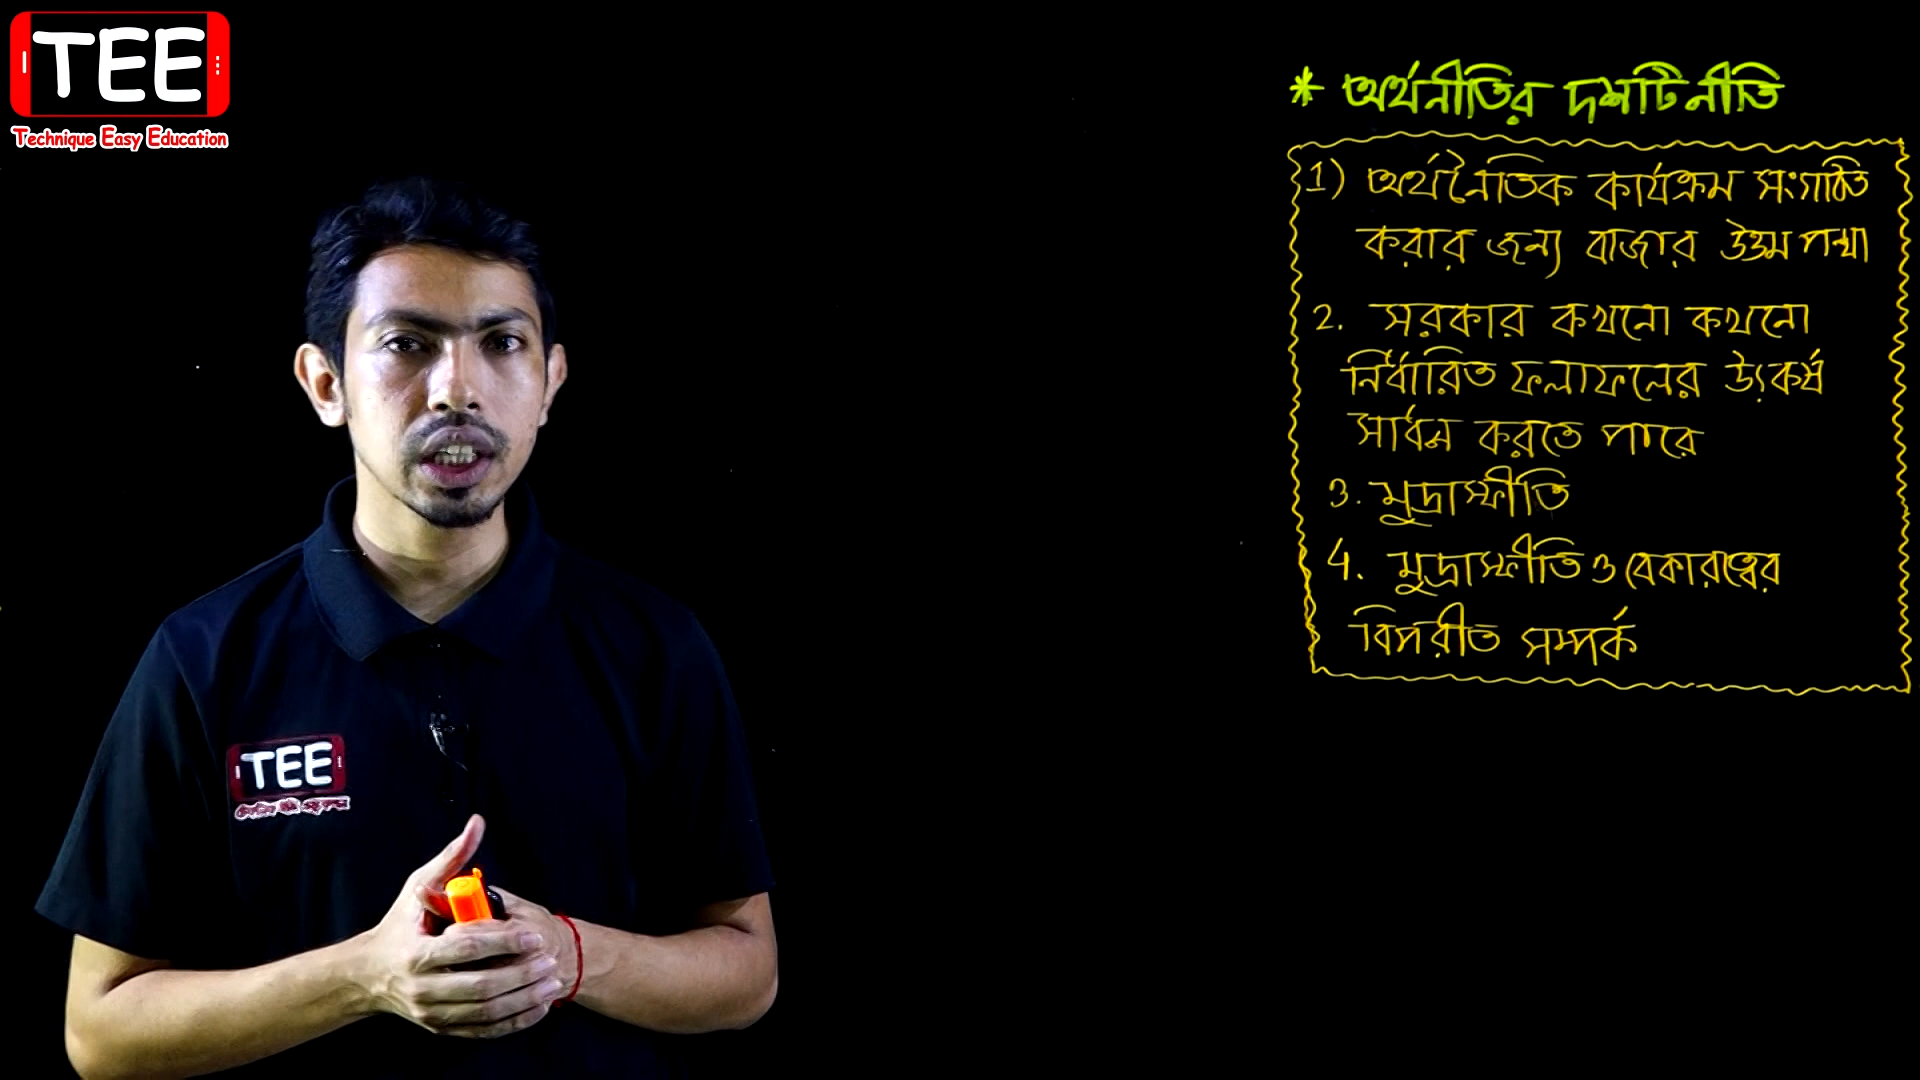 TEE
Technique Easy Education
* অর্থনীতির দশটি নীতি
1) অর্থনৈতিক কার্যক্রম সংগঠিত
করার জন্য বাজার উত্তম পন্থা
2. সরকার কখনো কখনো
নির্ধারিত ফলাফলের উৎকর্ষ
সাধন করতে পারে
3. মুদ্রাস্ফীতি
4. মুদ্রাস্ফীতি ও বেকারত্বের
বিপরীত সম্পর্ক
TEE